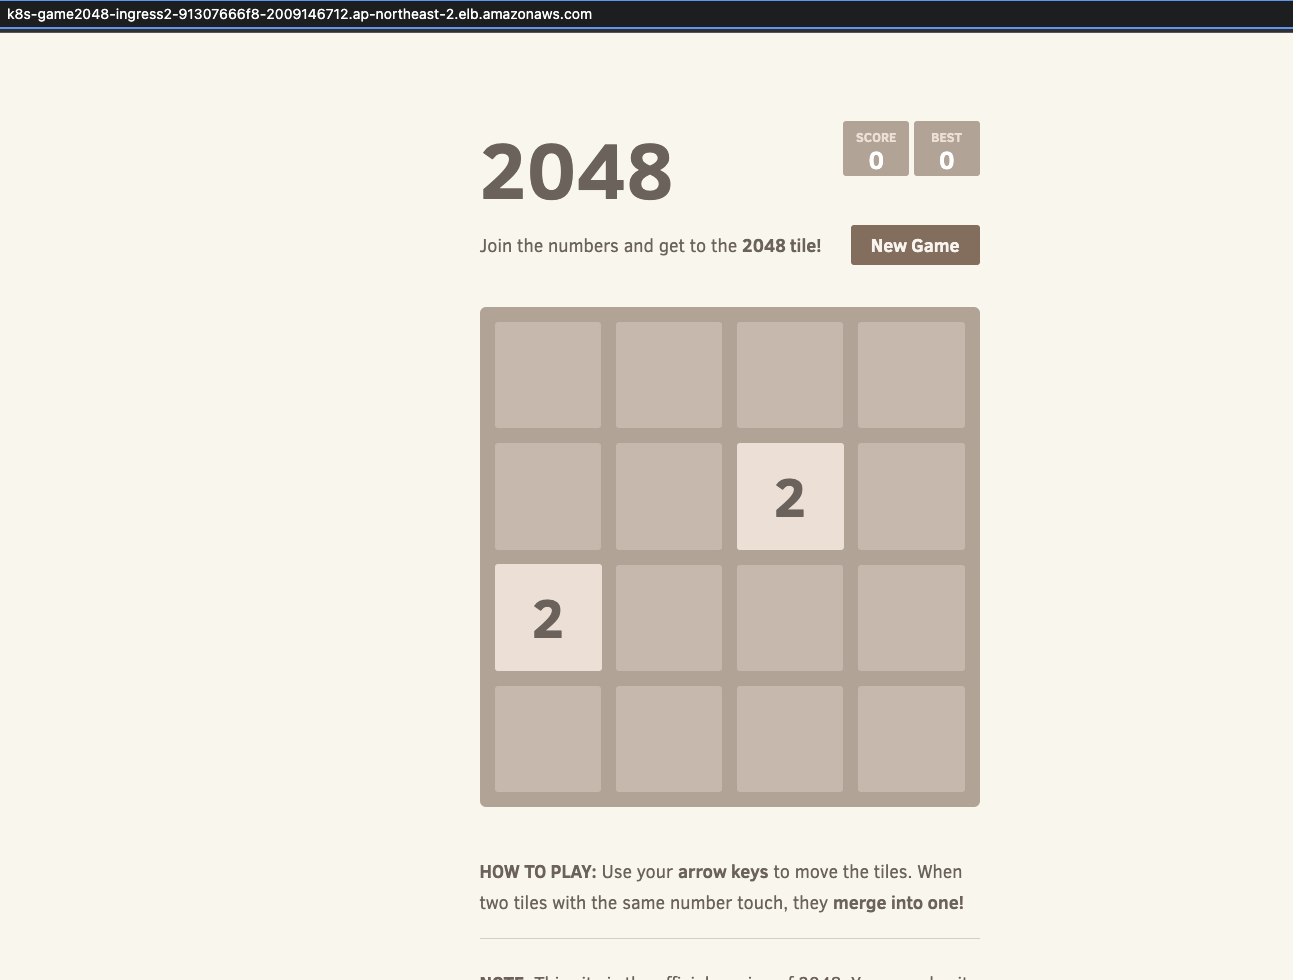 k8s-game2048-ingress2-91307666f8-2009146712.ap-northeast-2.elb.amazonaws.com
2048
SCORE
0
BEST
0
Join the numbers and get to the 2048 tile!
New Game
2
2
HOW TO PLAY: Use your arrow keys to move the tiles. When
two tiles with the same number touch, they merge into one!